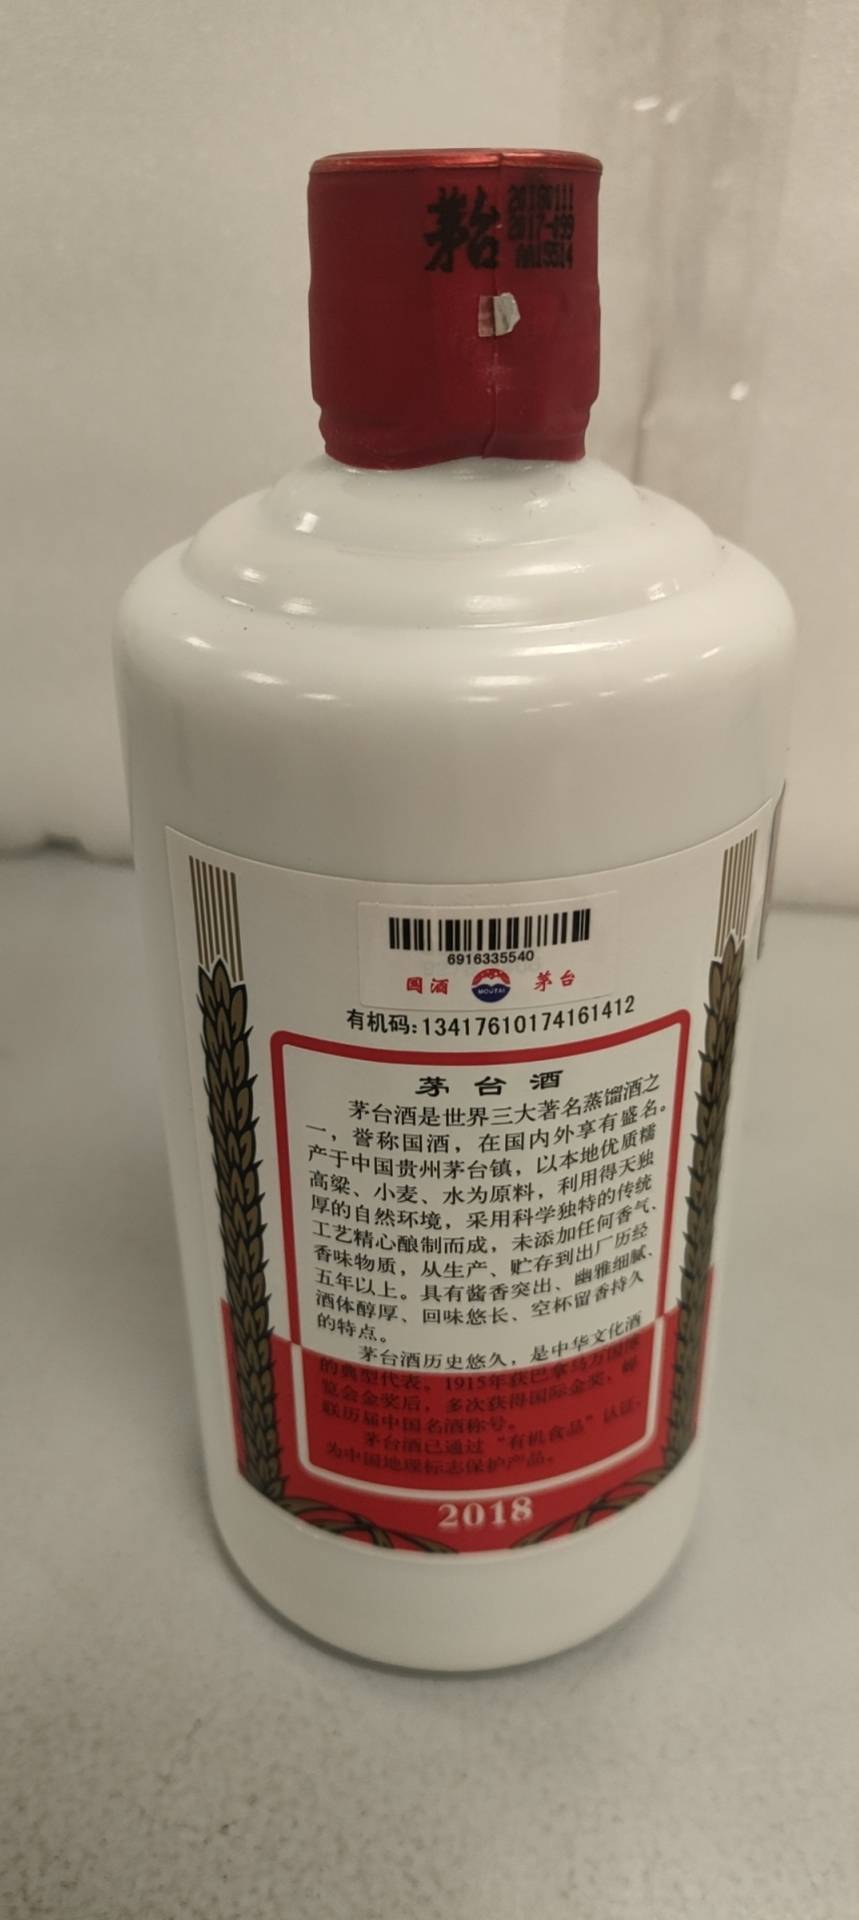 茅台
20180111
2017-099
6916335540
国酒 MOUTAI 茅台
有机码:13417610174161412
茅台酒
茅台酒是世界三大著名蒸馏酒之
一，誉称国酒，在国内外享有盛名。
产于中国贵州茅台镇，以本地优质糯
高粱、小麦、水为原料，利用得天独
厚的自然环境，采用科学独特的传统
工艺精心酿制而成，未添加任何香气、
香味物质，从生产、贮存到出厂历经
五年以上。具有酱香突出、幽雅细腻、
酒体醇厚、回味悠长、空杯留香持久
的特点。
茅台酒历史悠久，是中华文化酒
的典型代表。1915年获巴拿马万国博
览会金奖后，多次获得国际金奖，蝉
联历届中国名酒称号。
茅台酒已通过“有机食品”认证，
为中国地理标志保护产品。
2018